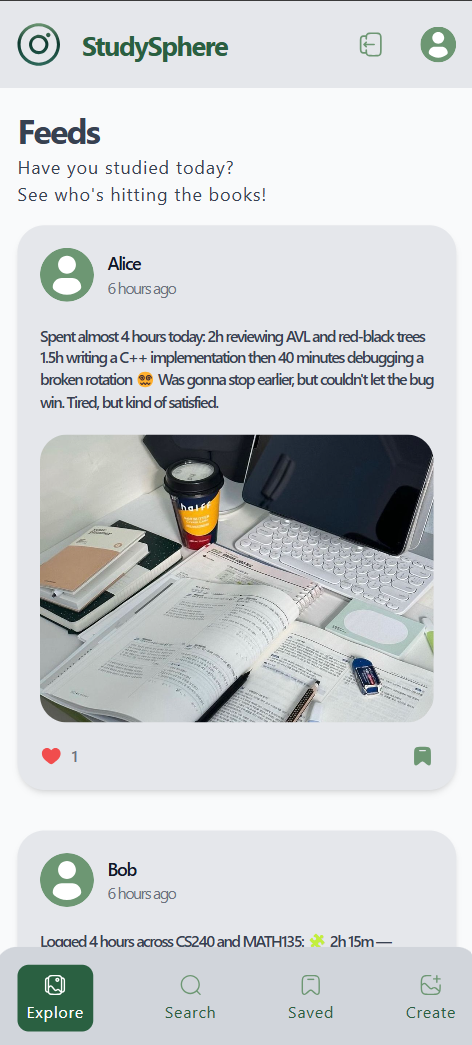 StudySphere
Feeds
Have you studied today?
See who's hitting the books!
Alice
6 hours ago
Spent almost 4 hours today: 2h reviewing AVL and red-black trees
1.5h writing a C++ implementation then 40 minutes debugging a
broken rotation 😵‍💫 Was gonna stop earlier, but couldn't let the bug
win. Tired, but kind of satisfied.
1
Bob
6 hours ago
Logged 4 hours across CS240 and MATH135: 🧩 2h 15m —
Explore
Search
Saved
Create